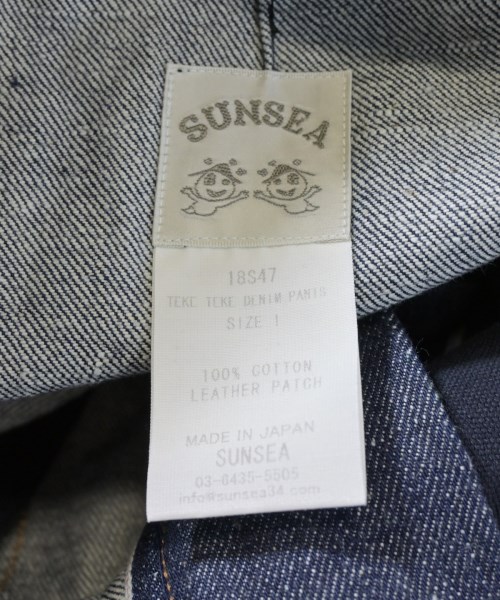 SUNSEA
18S47
TEKE TEKE DENIM PANTS
SIZE 1
100% COTTON
LEATHER PATCH
MADE IN JAPAN
SUNSEA
03-6435-5505
info@sunsea34.com